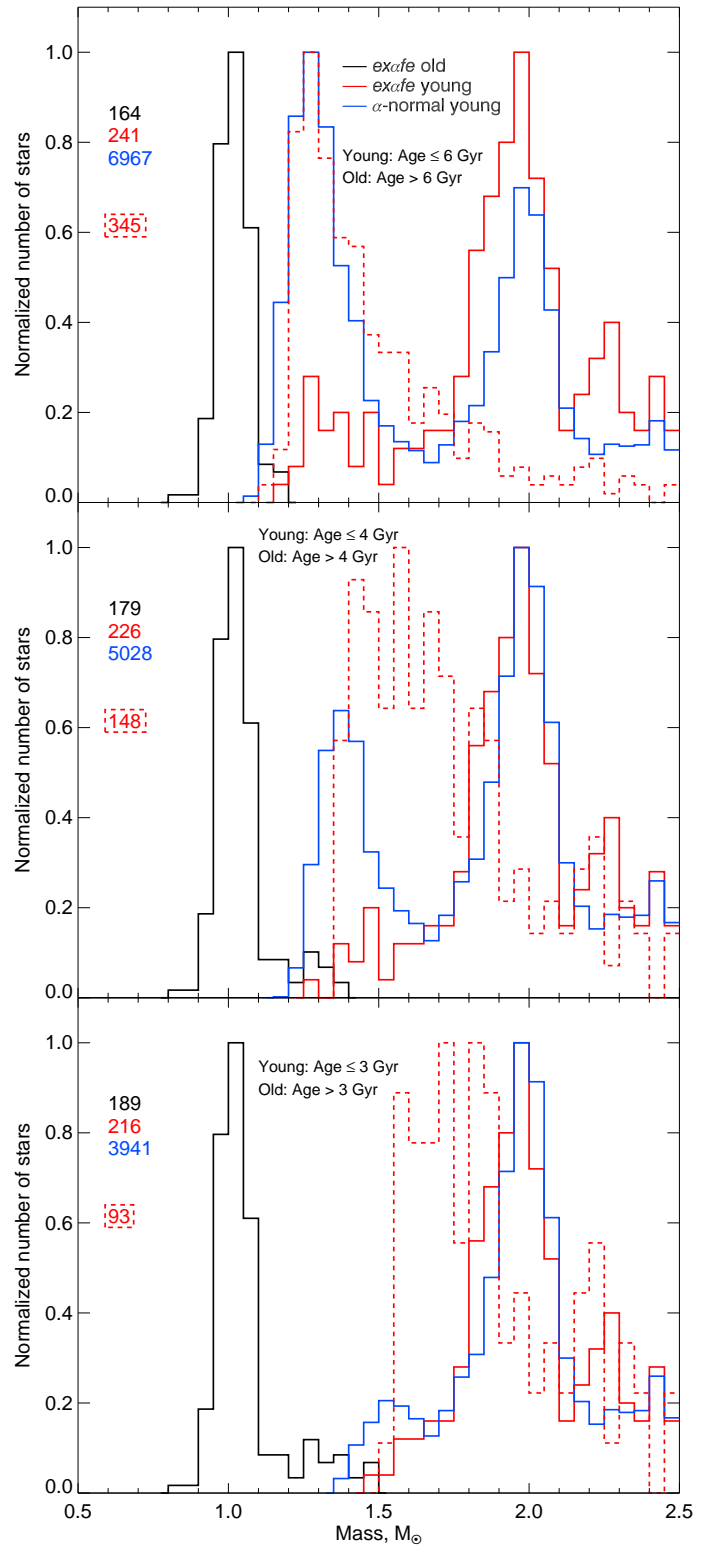 1.0
0.8
0.6
0.4
0.2
0.0
Normalized number of stars
exαfe old
exαfe young
α-normal young
164
241
6967
345
Young: Age ≤ 6 Gyr
Old: Age > 6 Gyr
1.0
0.8
0.6
0.4
0.2
0.0
Normalized number of stars
Young: Age ≤ 4 Gyr
Old: Age > 4 Gyr
179
226
5028
148
1.0
0.8
0.6
0.4
0.2
0.0
Normalized number of stars
Young: Age ≤ 3 Gyr
Old: Age > 3 Gyr
189
216
3941
93
0.5 1.0 1.5 2.0 2.5
Mass, M⊙